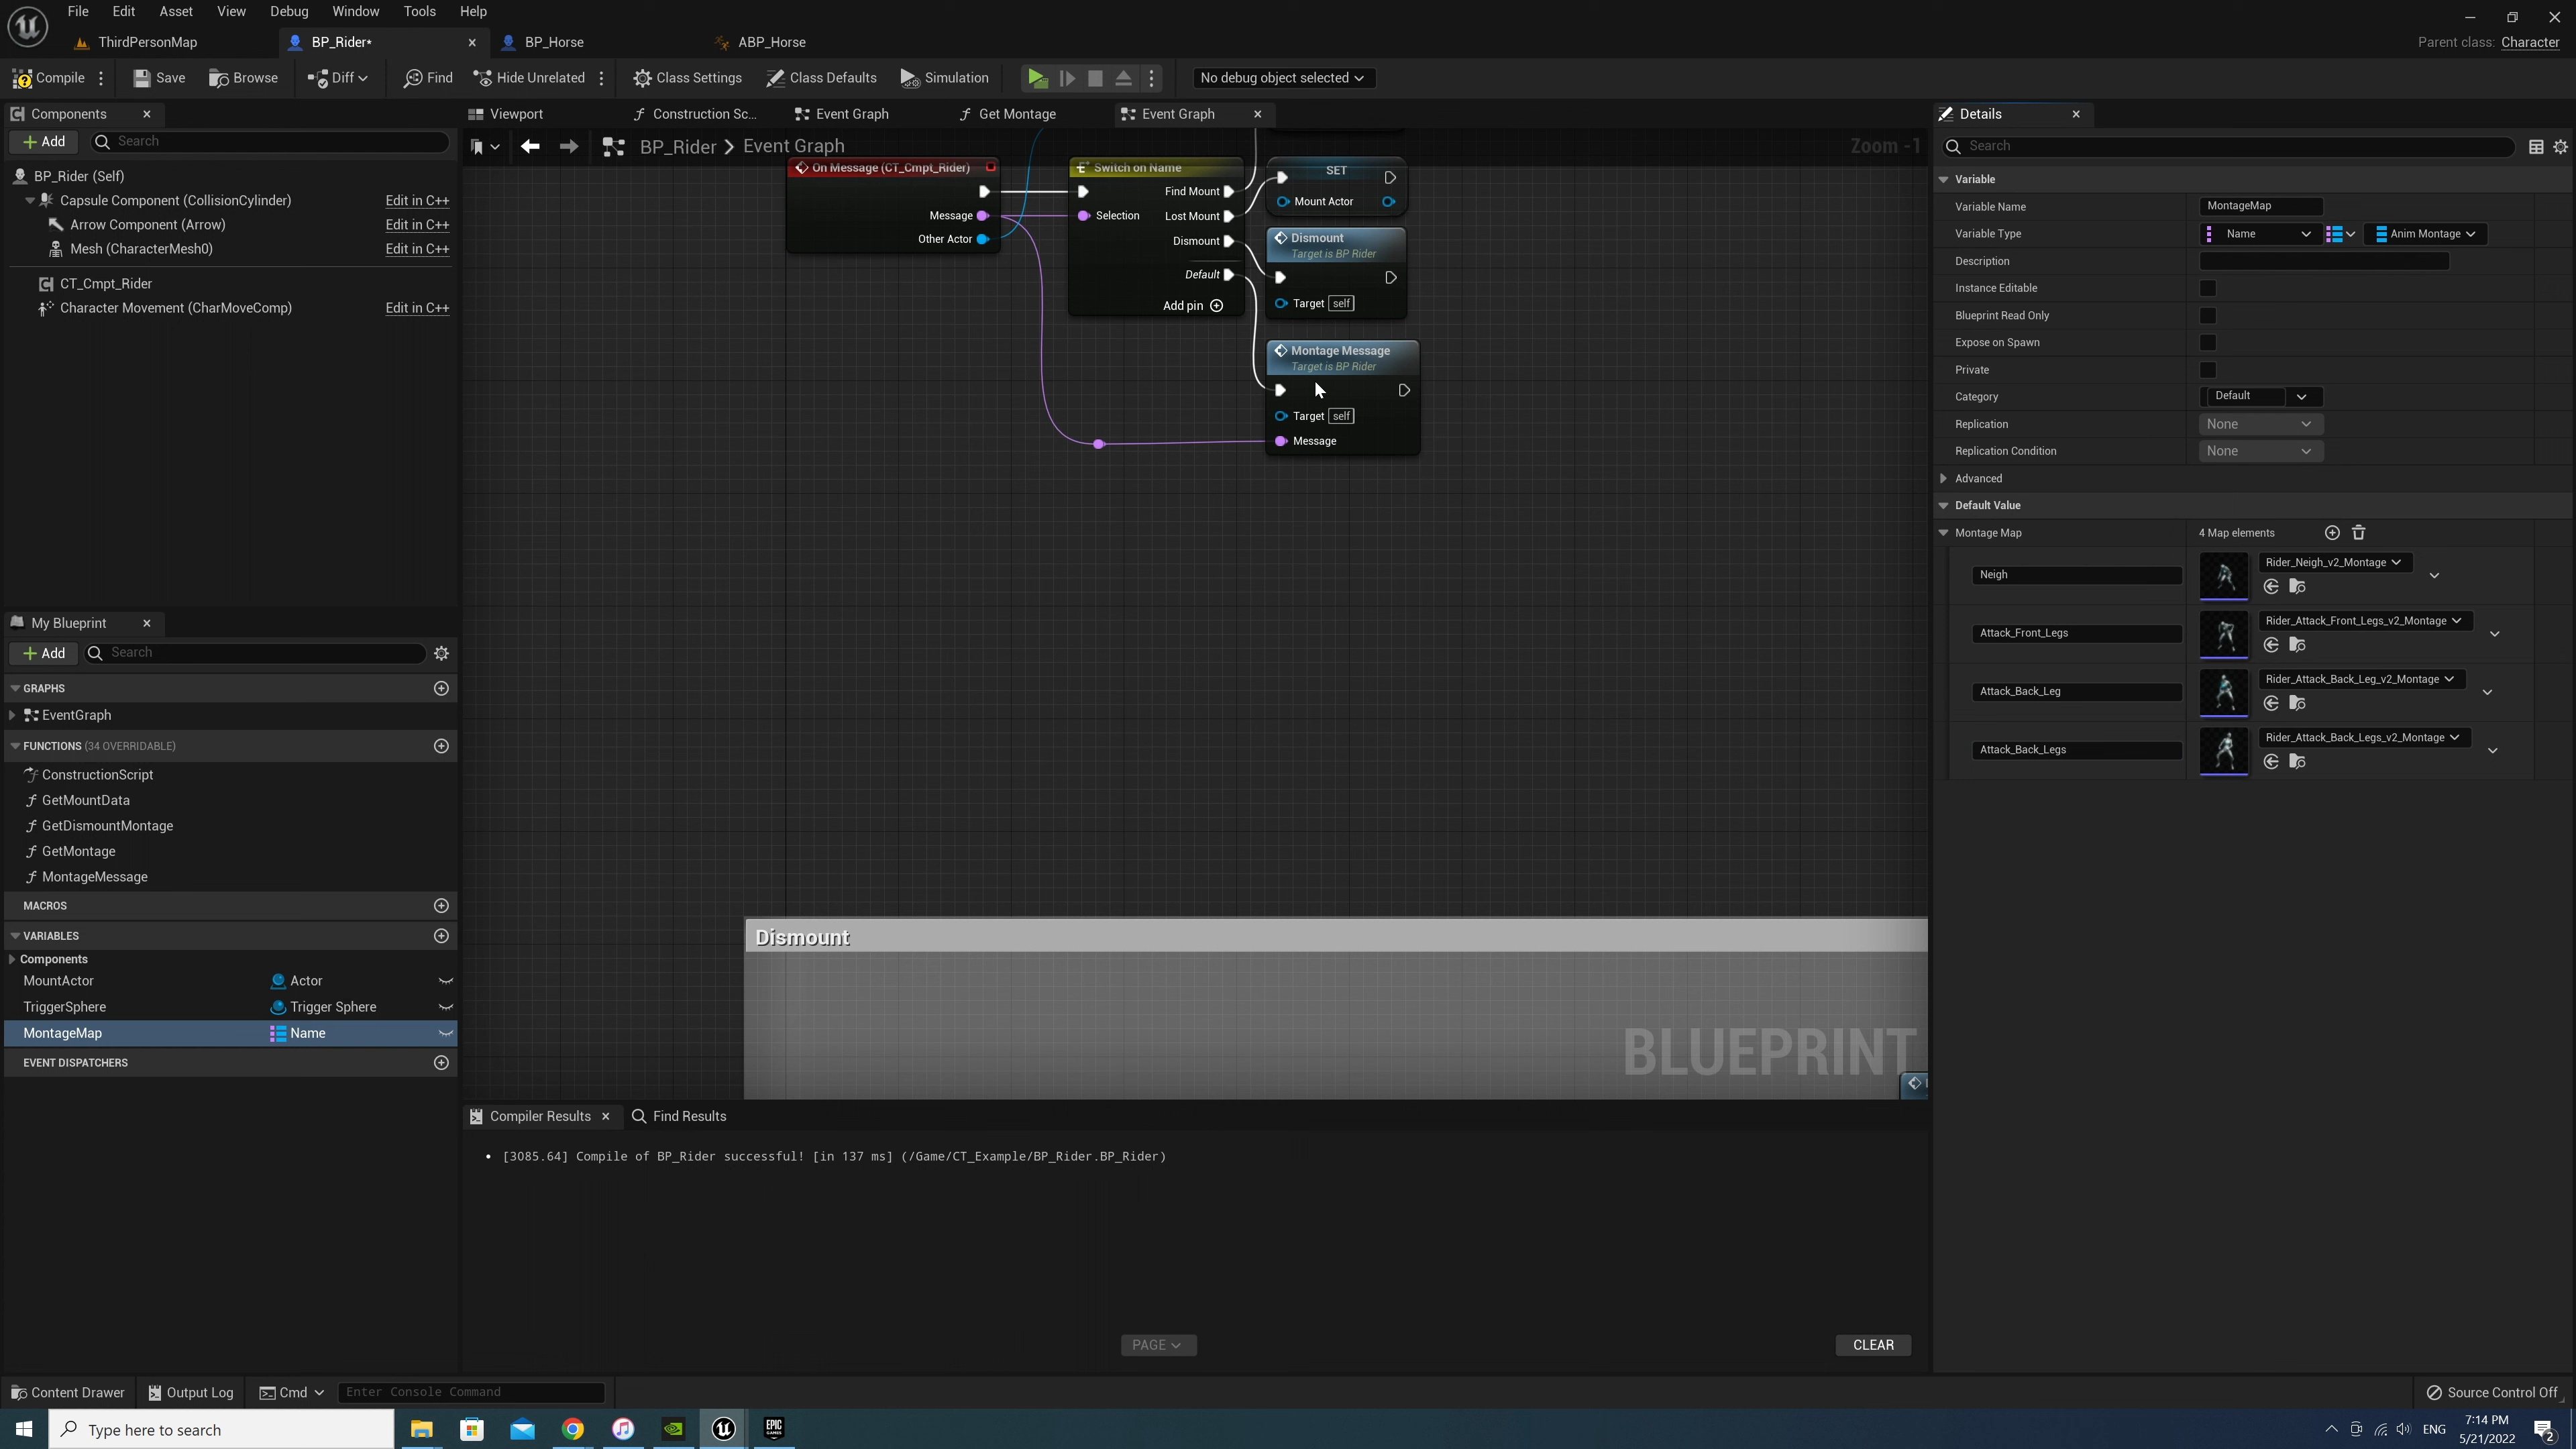 File Edit Asset View Debug Window Tools Help
ThirdPersonMap BP_Rider* BP_Horse ABP_Horse Parent class: Character
Compile Save Browse Diff Find Hide Unrelated Class Settings Class Defaults Simulation No debug object selected
Components
Add Search
BP_Rider (Self)
Capsule Component (CollisionCylinder) Edit in C++
Arrow Component (Arrow) Edit in C++
Mesh (CharacterMesh0) Edit in C++
CT_Cmpt_Rider
Character Movement (CharMoveComp) Edit in C++
My Blueprint
Add Search
GRAPHS
EventGraph
FUNCTIONS (34 OVERRIDABLE)
ConstructionScript
GetMountData
GetDismountMontage
GetMontage
MontageMessage
MACROS
VARIABLES
Components
MountActor Actor
TriggerSphere Trigger Sphere
MontageMap Name
EVENT DISPATCHERS
Viewport Construction Sc... Event Graph Get Montage Event Graph
BP_Rider > Event Graph Zoom -1
On Message (CT_Cmpt_Rider)
Message
Other Actor
Switch on Name
Selection
Find Mount
Lost Mount
Dismount
Default
Add pin
SET
Mount Actor
Dismount
Target is BP Rider
Target self
Montage Message
Target is BP Rider
Target self
Message
Dismount
BLUEPRINT
Compiler Results Find Results
• [3085.64] Compile of BP_Rider successful! [in 137 ms] (/Game/CT_Example/BP_Rider.BP_Rider)
PAGE CLEAR
Details
Search
Variable
Variable Name MontageMap
Variable Type Name Anim Montage
Description
Instance Editable
Blueprint Read Only
Expose on Spawn
Private
Category Default
Replication None
Replication Condition None
Advanced
Default Value
Montage Map 4 Map elements
Neigh Rider_Neigh_v2_Montage
Attack_Front_Legs Rider_Attack_Front_Legs_v2_Montage
Attack_Back_Leg Rider_Attack_Back_Leg_v2_Montage
Attack_Back_Legs Rider_Attack_Back_Legs_v2_Montage
Content Drawer Output Log Cmd Enter Console Command Source Control Off
Type here to search EPIC GAMES ENG 7:14 PM
5/21/2022 2